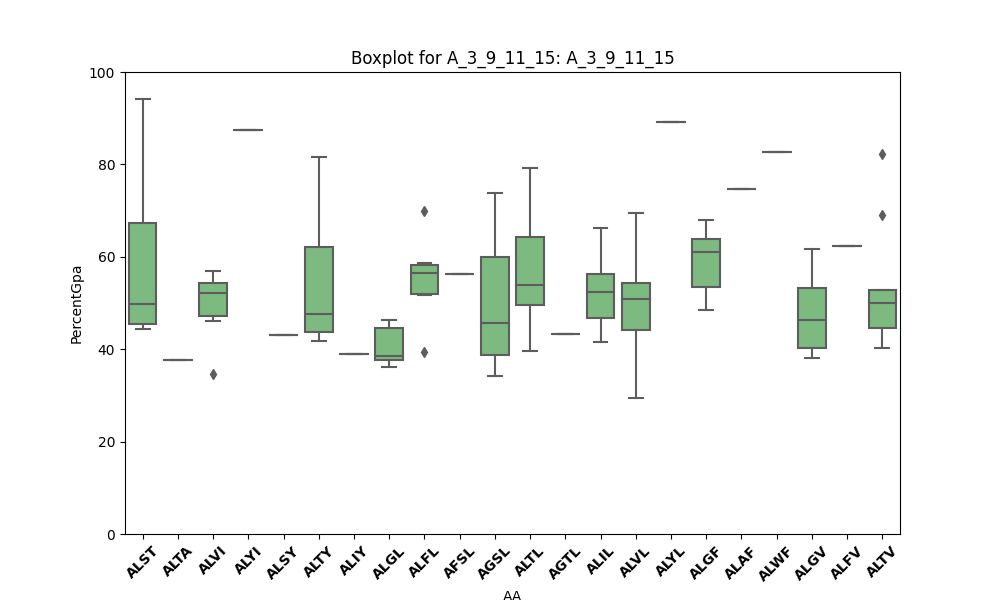 Boxplot for A_3_9_11_15: A_3_9_11_15
100
80
60
40
20
0
PercentGpa
ALST ALTA ALVI ALYI ALSY ALTY ALIY ALGL ALFL AFSL AGSL ALTL AGTL ALIL ALVL ALYL ALGF ALAF ALWF ALGV ALFV ALTV
AA